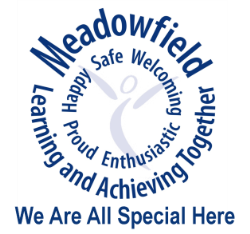 Meadowfield
Happy Safe Welcoming
Proud Enthusiastic
Learning and Achieving Together
We Are All Special Here